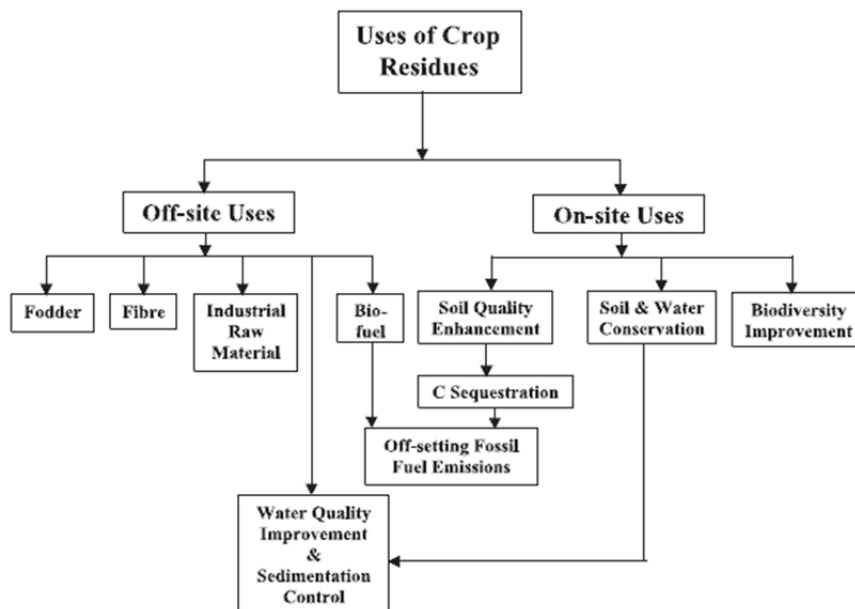 Uses of Crop
Residues
Off-site Uses
On-site Uses
Fodder
Fibre
Industrial
Raw
Material
Bio-
fuel
Soil Quality
Enhancement
Soil & Water
Conservation
Biodiversity
Improvement
C Sequestration
Off-setting Fossil
Fuel Emissions
Water Quality
Improvement
&
Sedimentation
Control